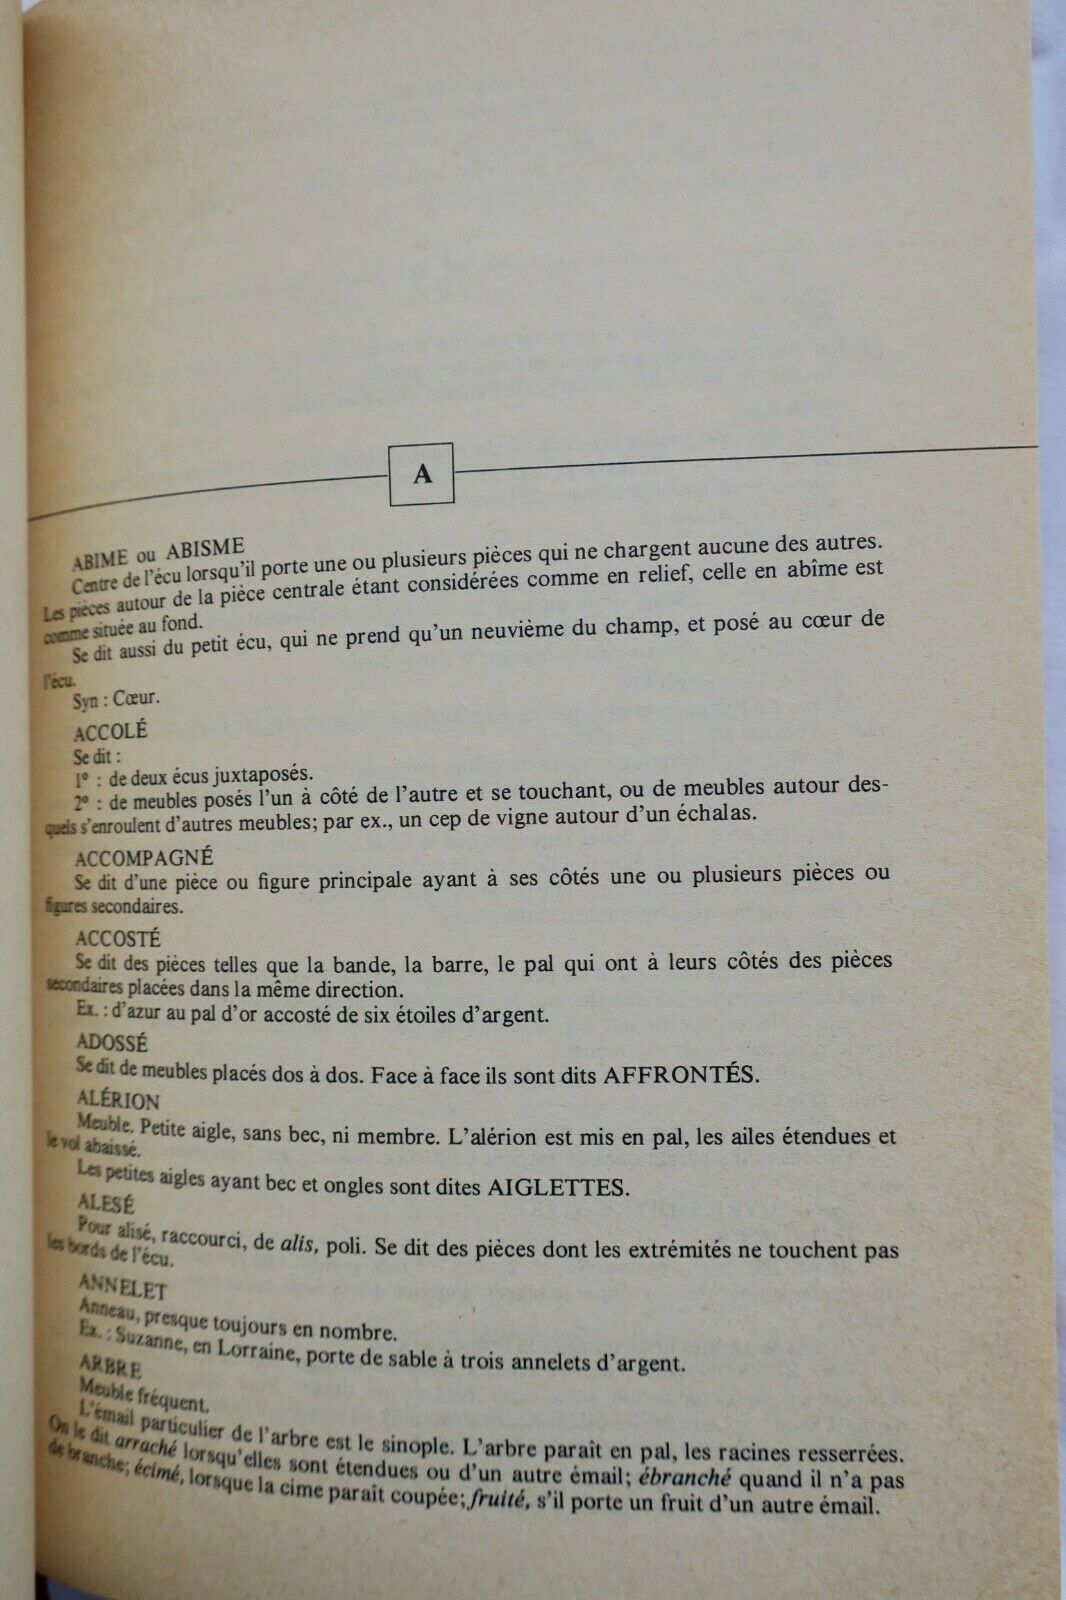 A
ABIME ou ABISME
Centre de l'écu lorsqu'il porte une ou plusieurs pièces qui ne chargent aucune des autres.
Les pièces autour de la pièce centrale étant considérées comme en relief, celle en abîme est
comme située au fond.
Se dit aussi du petit écu, qui ne prend qu'un neuvième du champ, et posé au cœur de
l'écu.
Syn : Cœur.
ACCOLÉ
Se dit :
1° : de deux écus juxtaposés.
2° : de meubles posés l'un à côté de l'autre et se touchant, ou de meubles autour des-
quels s'enroulent d'autres meubles; par ex., un cep de vigne autour d'un échalas.
ACCOMPAGNÉ
Se dit d'une pièce ou figure principale ayant à ses côtés une ou plusieurs pièces ou
figures secondaires.
ACCOSTÉ
Se dit des pièces telles que la bande, la barre, le pal qui ont à leurs côtés des pièces
secondaires placées dans la même direction.
Ex. : d'azur au pal d'or accosté de six étoiles d'argent.
ADOSSÉ
Se dit de meubles placés dos à dos. Face à face ils sont dits AFFRONTÉS.
ALÉRION
Meuble. Petite aigle, sans bec, ni membre. L'alérion est mis en pal, les ailes étendues et
le vol abaissé.
Les petites aigles ayant bec et ongles sont dites AIGLETTES.
ALESÉ
Pour alisé, raccourci, de alis, poli. Se dit des pièces dont les extrémités ne touchent pas
les bords de l'écu.
ANNELET
Anneau, presque toujours en nombre.
Ex. : Suzanne, en Lorraine, porte de sable à trois annelets d'argent.
ARBRE
Meuble fréquent.
L'émail particulier de l'arbre est le sinople. L'arbre paraît en pal, les racines resserrées.
On le dit arraché lorsqu'elles sont étendues ou d'un autre émail; ébranché quand il n'a pas
de branche; écimé, lorsque la cime paraît coupée; fruité, s'il porte un fruit d'un autre émail.